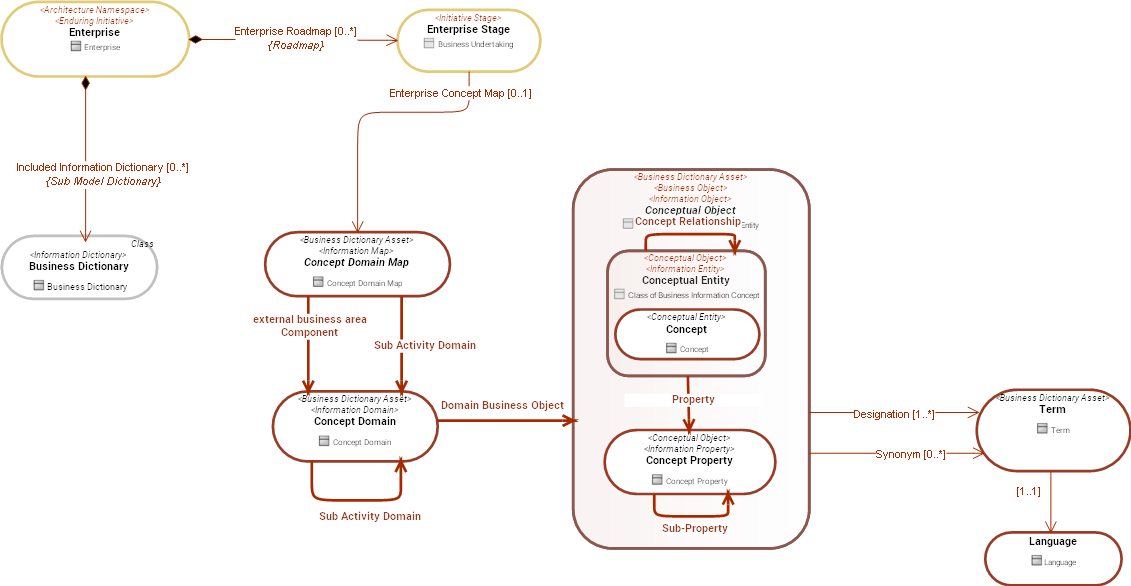 <Architecture Namespace>
<Enduring Initiative>
Enterprise
Enterprise
Enterprise Roadmap [0..*]
{Roadmap}
<Initiative Stage>
Enterprise Stage
Business Undertaking
Enterprise Concept Map [0..1]
Included Information Dictionary [0..*]
{Sub Model Dictionary}
Class
<Information Dictionary>
Business Dictionary
Business Dictionary
<Business Dictionary Asset>
<Information Map>
Concept Domain Map
Concept Domain Map
external business area
Component
Sub Activity Domain
<Business Dictionary Asset>
<Information Domain>
Concept Domain
Concept Domain
Sub Activity Domain
Domain Business Object
<Business Dictionary Asset>
<Business Object>
<Information Object>
Conceptual Object
Concept Relationship
Entity
<Conceptual Object>
<Information Entity>
Conceptual Entity
Class of Business Information Concept
<Conceptual Entity>
Concept
Concept
Property
<Conceptual Object>
<Information Property>
Concept Property
Concept Property
Sub-Property
Designation [1..*]
Synonym [0..*]
<Business Dictionary Asset>
Term
Term
[1..1]
Language
Language